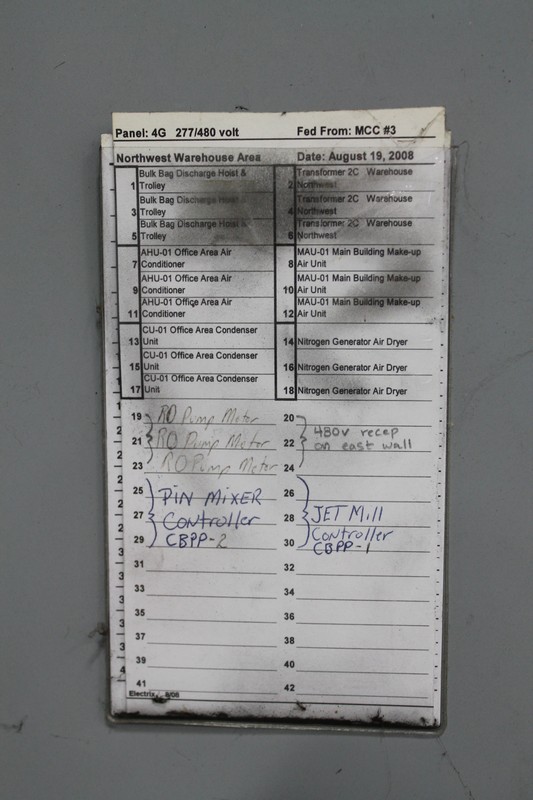 Panel: 4G 277/480 volt Fed From: MCC #3
Northwest Warehouse Area Date: August 19, 2008
1 Bulk Bag Discharge Hoist & Trolley
2 Transformer 2C Warehouse Northwest
3 Bulk Bag Discharge Hoist & Trolley
4 Transformer 2C Warehouse Northwest
5 Bulk Bag Discharge Hoist & Trolley
6 Transformer 2C Warehouse Northwest
7 AHU-01 Office Area Air Conditioner
8 MAU-01 Main Building Make-up Air Unit
9 AHU-01 Office Area Air Conditioner
10 MAU-01 Main Building Make-up Air Unit
11 AHU-01 Office Area Air Conditioner
12 MAU-01 Main Building Make-up Air Unit
13 CU-01 Office Area Condenser Unit
14 Nitrogen Generator Air Dryer
15 CU-01 Office Area Condenser Unit
16 Nitrogen Generator Air Dryer
17 CU-01 Office Area Condenser Unit
18 Nitrogen Generator Air Dryer
19 RO Pump Motor
20
21 RO Pump Motor
22 480v recep on east wall
23 RO Pump Motor
24
25 PIN MIXER
26
27 Controller
28 JET Mill
29 CBPP-2
30 Controller CBPP-1
31
32
33
34
35
36
37
38
39
40
41
42
Electrix 8/08